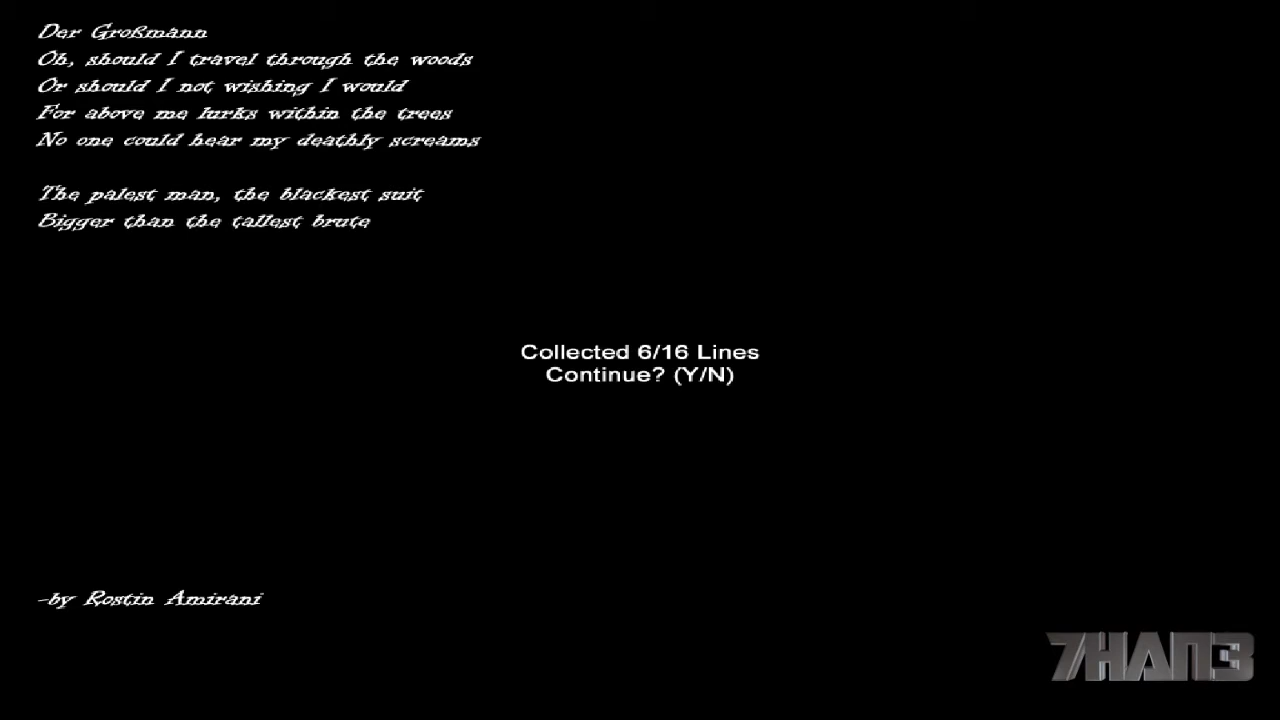 Der Großmann
Oh, should I travel through the woods
Or should I not wishing I would
For above me lurks within the trees
No one could hear my deathly screams
The palest man, the blackest suit
Bigger than the tallest brute
Collected 6/16 Lines
Continue? (Y/N)
-by Rostin Amirani
7HAПЗ